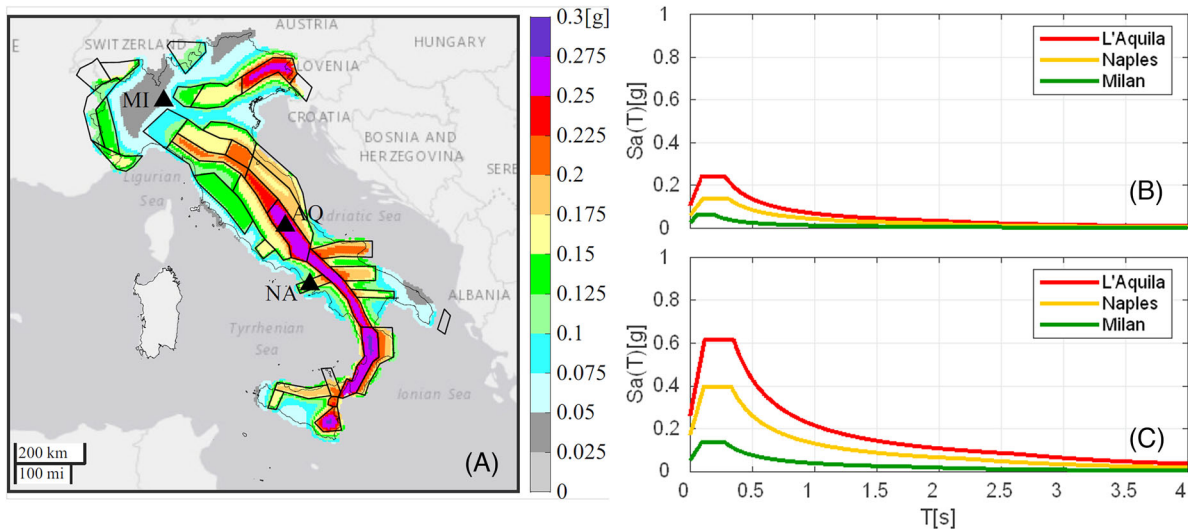 AUSTRIA
SWITZERLAND
HUNGARY
SLOVENIA
MI
CROATIA
BOSNIA AND
HERZEGOVINA
SERE
E
Ligurian
Sea
AQ
Adriatic Sea
NA
ALBANIA
Tyrrhenian
Sea
Ionian Sea
200 km
100 mi
(A)
0.3[g]
0.275
0.25
0.225
0.2
0.175
0.15
0.125
0.1
0.075
0.05
0.025
0
Sa(T)[g]
1
0.8
0.6
0.4
0.2
0
L'Aquila
Naples
Milan
(B)
Sa(T)[g]
1
0.8
0.6
0.4
0.2
0
L'Aquila
Naples
Milan
(C)
0 0.5 1 1.5 2 2.5 3 3.5 4
T[s]